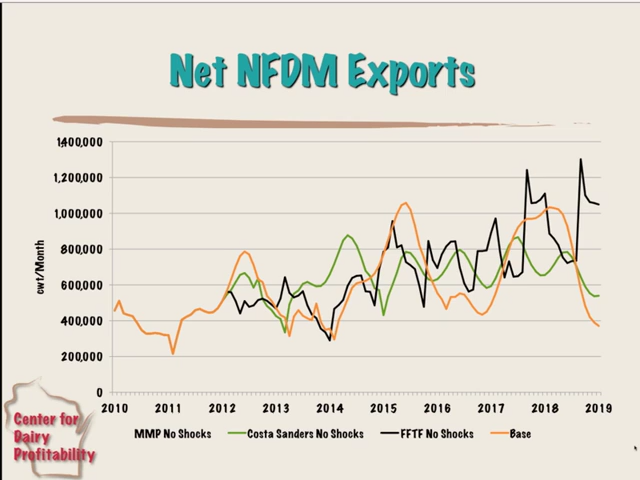 Net NFDM Exports
1,400,000
1,200,000
1,000,000
800,000
600,000
400,000
200,000
0
cwt/Month
2010 2011 2012 2013 2014 2015 2016 2017 2018 2019
MMP No Shocks Costa Sanders No Shocks FFTF No Shocks Base
Center for
Dairy
Profitability